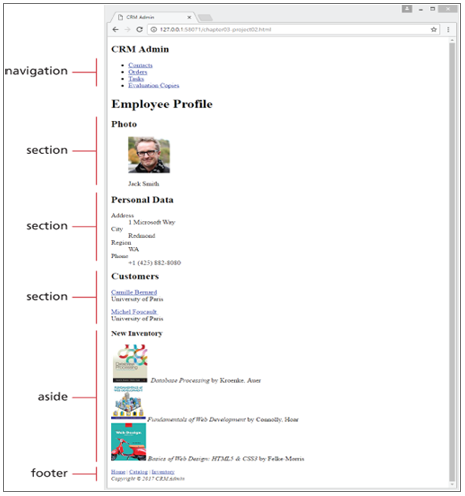 CRM Admin
127.0.0.1:58071/chapter03-project02.html
CRM Admin
Contacts
Orders
Tasks
Evaluation Copies
navigation
Employee Profile
Photo
section
Jack Smith
Personal Data
Address
1 Microsoft Way
City
Redmond
Region
WA
Phone
+1 (425) 882-8080
section
Customers
Camille Bernard
University of Paris
Michel Foucault
University of Paris
section
New Inventory
Database Processing by Kroenke, Auer
Fundamentals of Web Development by Connolly, Hoar
Basics of Web Design: HTML5 & CSS3 by Felke-Morris
aside
Home | Catalog | Inventory
Copyright © 2017 CRM Admin
footer